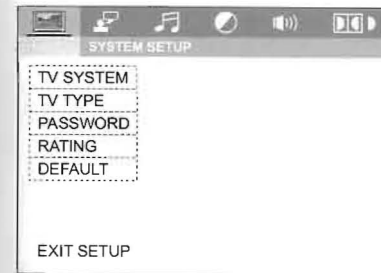 SYSTEM SETUP
TV SYSTEM
TV TYPE
PASSWORD
RATING
DEFAULT
EXIT SETUP